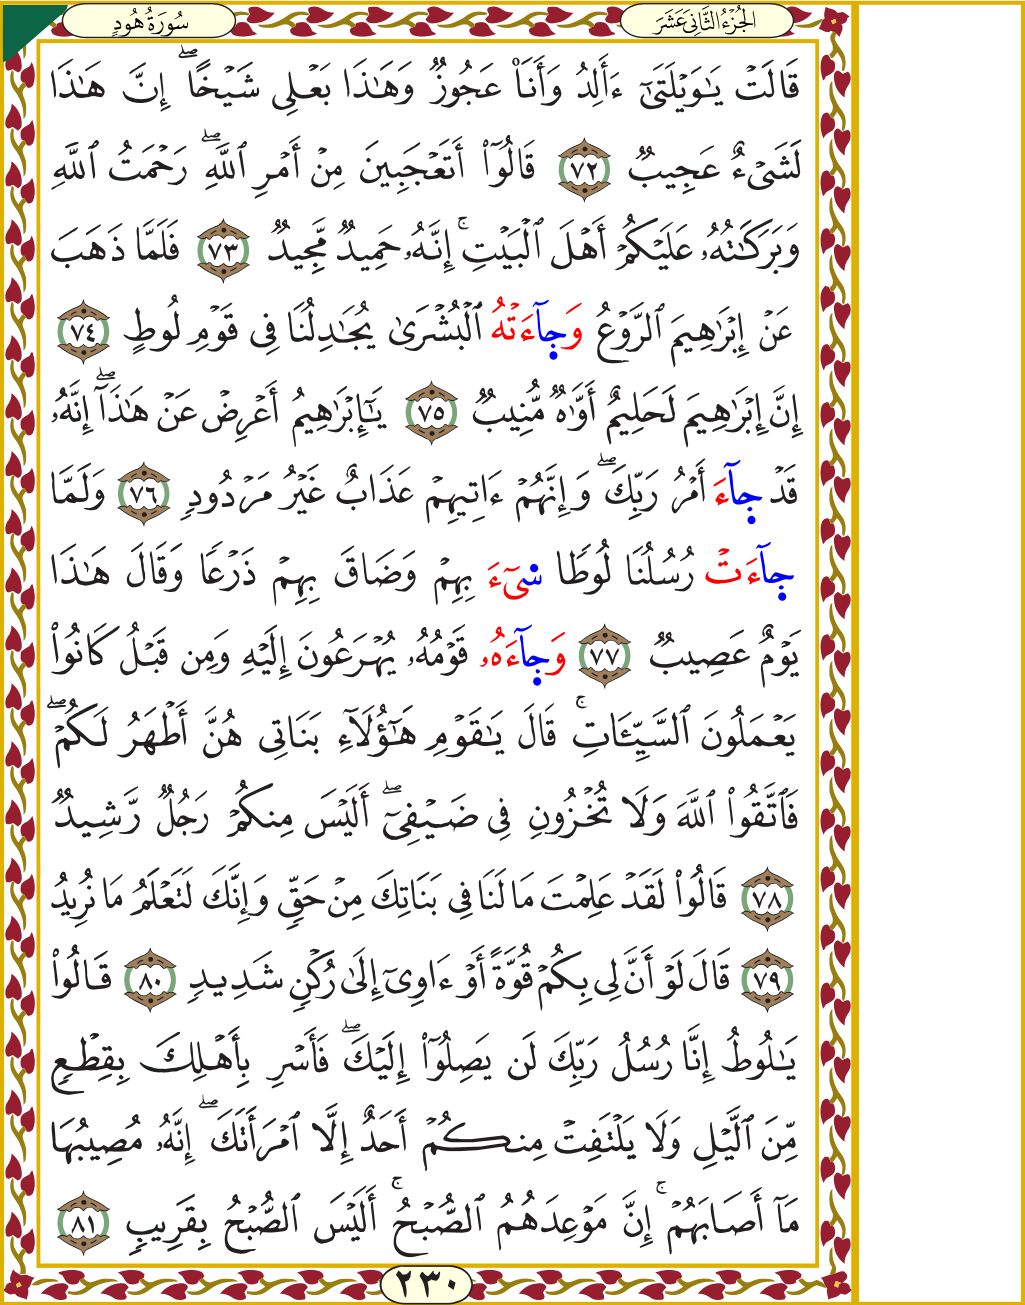 الجُزْءُ الثَّانِىَ عَشَرَ
سُورَةُ هُودٍ
قَالَتْ يَـٰوَيْلَتَىٰٓ ءَأَلِدُ وَأَنَا۠ عَجُوزٌ وَهَـٰذَا بَعْلِى شَيْخًا ۖ إِنَّ هَـٰذَا
لَشَىْءٌ عَجِيبٌ ٧٢ قَالُوٓا۟ أَتَعْجَبِينَ مِنْ أَمْرِ ٱللَّهِ ۖ رَحْمَتُ ٱللَّهِ
وَبَرَكَـٰتُهُۥ عَلَيْكُمْ أَهْلَ ٱلْبَيْتِ ۚ إِنَّهُۥ حَمِيدٌ مَّجِيدٌ ٧٣ فَلَمَّا ذَهَبَ
عَنْ إِبْرَٰهِيمَ ٱلرَّوْعُ وَجِآءَتْهُ ٱلْبُشْرَىٰ يُجَـٰدِلُنَا فِى قَوْمِ لُوطٍ ٧٤
إِنَّ إِبْرَٰهِيمَ لَحَلِيمٌ أَوَّٰهٌ مُّنِيبٌ ٧٥ يَـٰٓإِبْرَٰهِيمُ أَعْرِضْ عَنْ هَـٰذَآ ۖ إِنَّهُۥ
قَدْ جِآءَ أَمْرُ رَبِّكَ ۖ وَإِنَّهُمْ ءَاتِيهِمْ عَذَابٌ غَيْرُ مَرْدُودٍ ٧٦ وَلَمَّا
جِآءَتْ رُسُلُنَا لُوطًا سِىٓءَ بِهِمْ وَضَاقَ بِهِمْ ذَرْعًا وَقَالَ هَـٰذَا
يَوْمٌ عَصِيبٌ ٧٧ وَجِآءَهُۥ قَوْمُهُۥ يُهْرَعُونَ إِلَيْهِ وَمِن قَبْلُ كَانُوا۟
يَعْمَلُونَ ٱلسَّيِّـَٔاتِ ۚ قَالَ يَـٰقَوْمِ هَـٰٓؤُلَآءِ بَنَاتِى هُنَّ أَطْهَرُ لَكُمْ ۖ
فَٱتَّقُوا۟ ٱللَّهَ وَلَا تُخْزُونِ فِى ضَيْفِىٓ ۖ أَلَيْسَ مِنكُمْ رَجُلٌ رَّشِيدٌ
٧٨ قَالُوا۟ لَقَدْ عَلِمْتَ مَا لَنَا فِى بَنَاتِكَ مِنْ حَقٍّ وَإِنَّكَ لَتَعْلَمُ مَا نُرِيدُ
٧٩ قَالَ لَوْ أَنَّ لِى بِكُمْ قُوَّةً أَوْ ءَاوِىٓ إِلَىٰ رُكْنٍ شَدِيدٍ ٨٠ قَالُوا۟
يَـٰلُوطُ إِنَّا رُسُلُ رَبِّكَ لَن يَصِلُوٓا۟ إِلَيْكَ ۖ فَأَسْرِ بِأَهْلِكَ بِقِطْعٍ
مِّنَ ٱلَّيْلِ وَلَا يَلْتَفِتْ مِنكُمْ أَحَدٌ إِلَّا ٱمْرَأَتَكَ ۖ إِنَّهُۥ مُصِيبُهَا
مَآ أَصَابَهُمْ ۚ إِنَّ مَوْعِدَهُمُ ٱلصُّبْحُ ۚ أَلَيْسَ ٱلصُّبْحُ بِقَرِيبٍ ٨١
٢٣٠